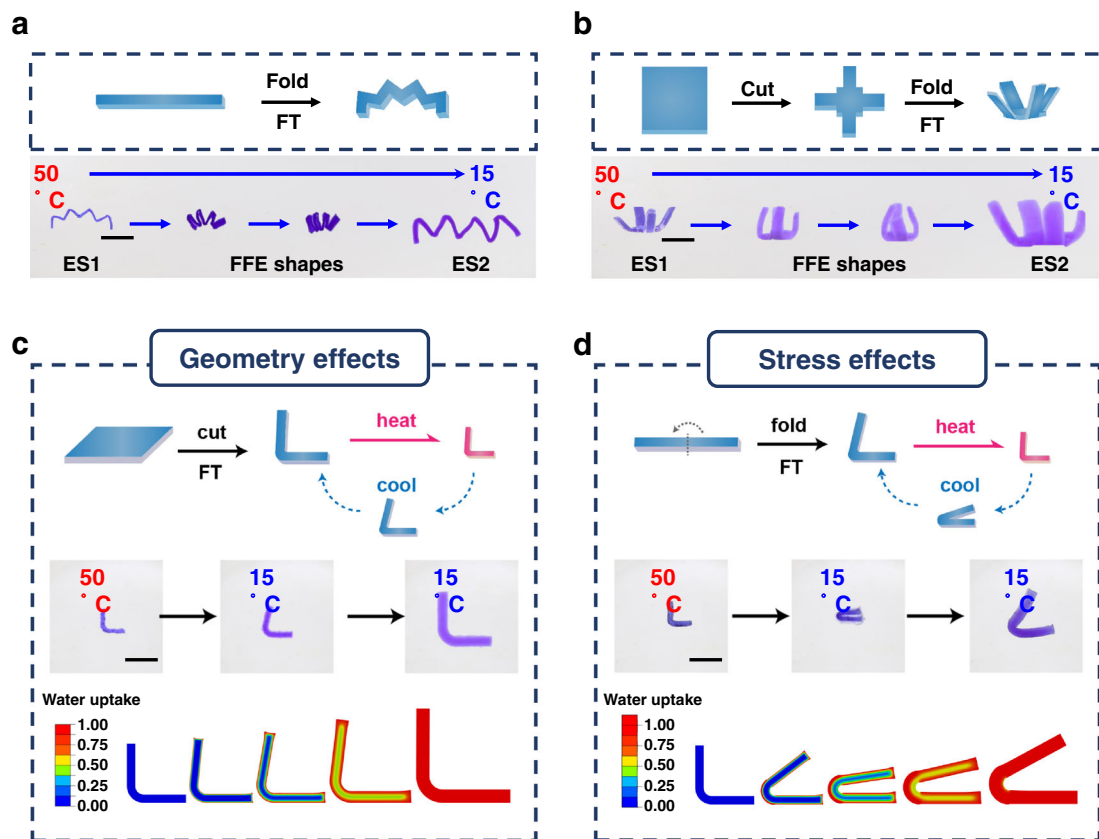 a
Fold
FT
50
° C
15
° C
ES1
FFE shapes
ES2
b
Cut
Fold
FT
50
° C
15
° C
ES1
FFE shapes
ES2
c
Geometry effects
cut
FT
heat
cool
50
° C
15
° C
15
° C
Water uptake
1.00
0.75
0.50
0.25
0.00
d
Stress effects
fold
FT
heat
cool
50
° C
15
° C
15
° C
Water uptake
1.00
0.75
0.50
0.25
0.00